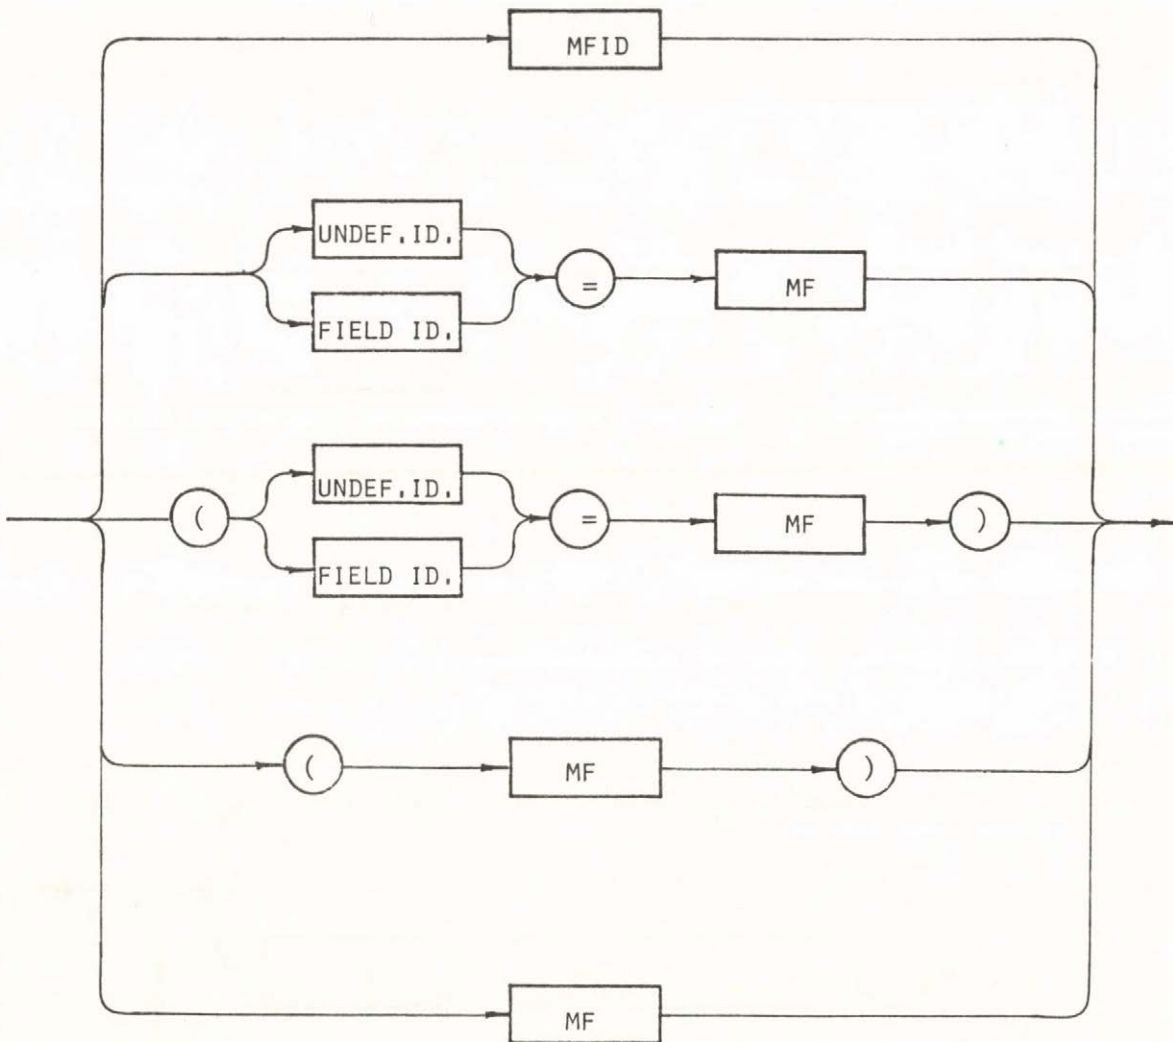 MFID
UNDEF.ID.
= MF
FIELD ID.
UNDEF.ID.
( = MF )
FIELD ID.
( MF )
MF